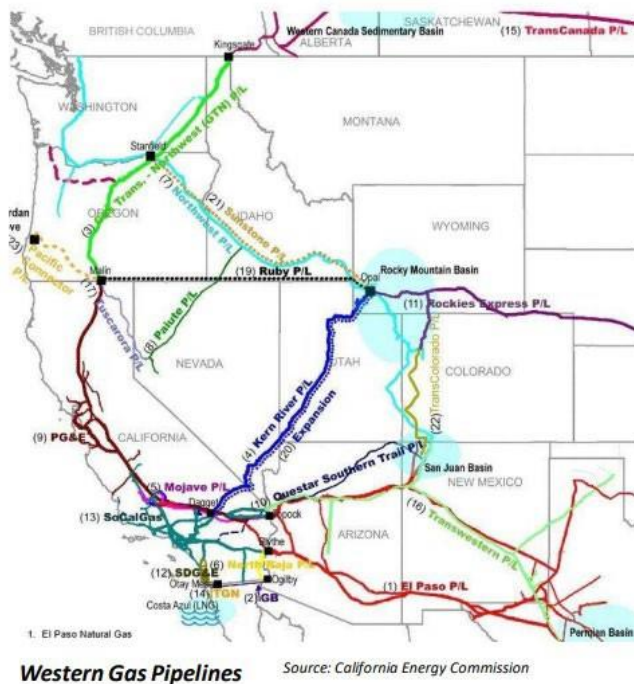 BRITISH COLUMBIA
SASKATCHEWAN
Western Canada Sedimentary Basin
ALBERTA
(15) TransCanada P/L
Kingsgate
WASHINGTON
MONTANA
Stanfield
(3) Gas Trans. - Northwest (GTN) P/L
(7) Northwest P/L
(21) Sunstone P/L
OREGON
IDAHO
WYOMING
(23) Pacific Connector P/L
Malin
(19) Ruby P/L
Opal
Rocky Mountain Basin
(11) Rockies Express P/L
(17) Tuscarora P/L
(8) Paiute P/L
NEVADA
UTAH
COLORADO
(22) TransColorado P/L
(4) Kern River P/L
(20) Expansion
(9) PG&E
CALIFORNIA
San Juan Basin
Questar Southern Trail P/L
(10)
(5) Mojave P/L
Dagget
NEW MEXICO
(13) SoCalGas
ARIZONA
(16) Transwestern P/L
Blythe
(6) North Baja P/L
(12) SDG&E
Ogilby
(1) El Paso P/L
(14) TGN
(2) GB
Costa Azul (LNG)
Permian Basin
1. El Paso Natural Gas
Western Gas Pipelines
Source: California Energy Commission